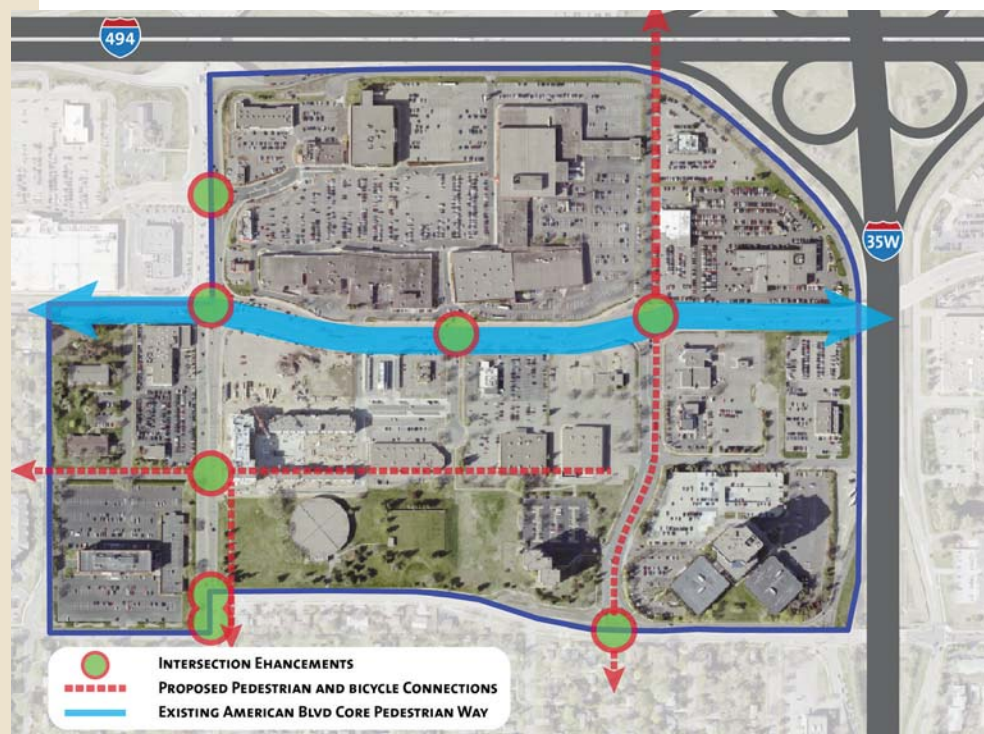 494
35W
INTERSECTION EHANCEMENTS
PROPOSED PEDESTRIAN AND BICYCLE CONNECTIONS
EXISTING AMERICAN BLVD CORE PEDESTRIAN WAY